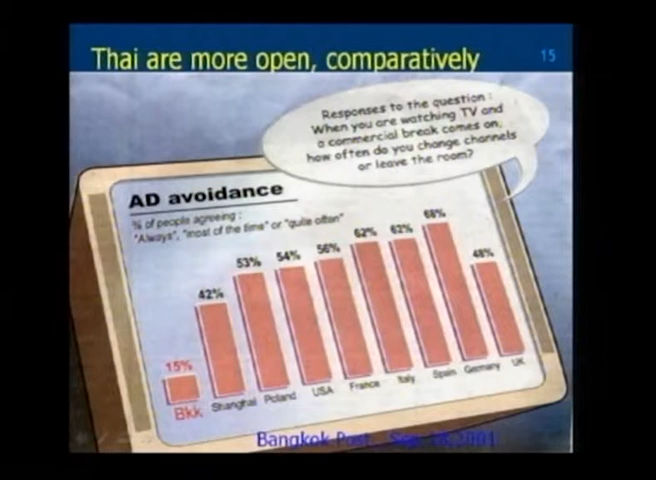 Thai are more open, comparatively
15
Responses to the question :
When you are watching TV and
a commercial break comes on,
how often do you change channels
or leave the room?
AD avoidance
% of people agreeing :
"Always", "most of the time" or "quite often"
15% 42% 53% 54% 56% 62% 62% 68% 48%
Bkk Shanghai Poland USA France Italy Spain Germany UK
Bangkok Post, Sep 18,2001